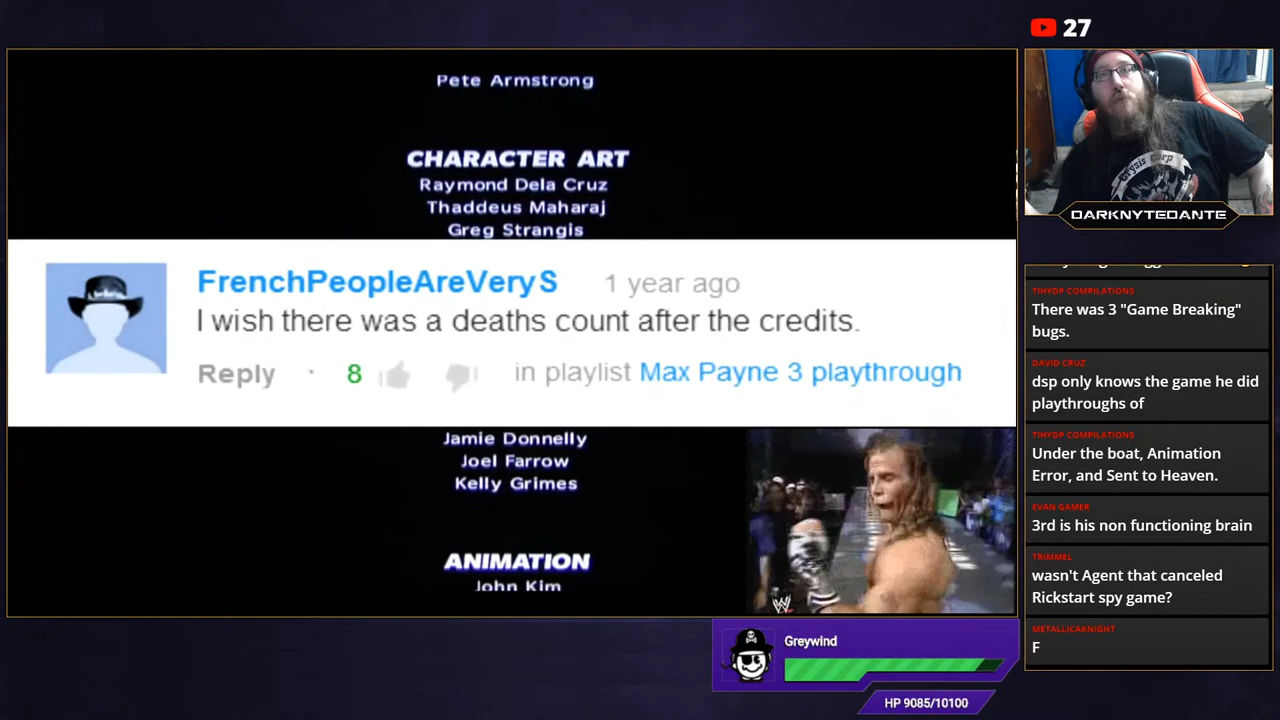 27
Pete Armstrong
CHARACTER ART
Raymond Dela Cruz
Thaddeus Maharaj
Greg Strangis
FrenchPeopleAreVeryS 1 year ago
I wish there was a deaths count after the credits.
Reply · 8 in playlist Max Payne 3 playthrough
Jamie Donnelly
Joel Farrow
Kelly Grimes
ANIMATION
John Kim
W
DARKNYTEDANTE
TIHYDP COMPILATIONS
There was 3 "Game Breaking"
bugs.
DAVID CRUZ
dsp only knows the game he did
playthroughs of
TIHYDP COMPILATIONS
Under the boat, Animation
Error, and Sent to Heaven.
EVAN GAMER
3rd is his non functioning brain
TRIMMEL
wasn't Agent that canceled
Rickstart spy game?
METALLICAKNIGHT
F
Greywind
HP 9085/10100